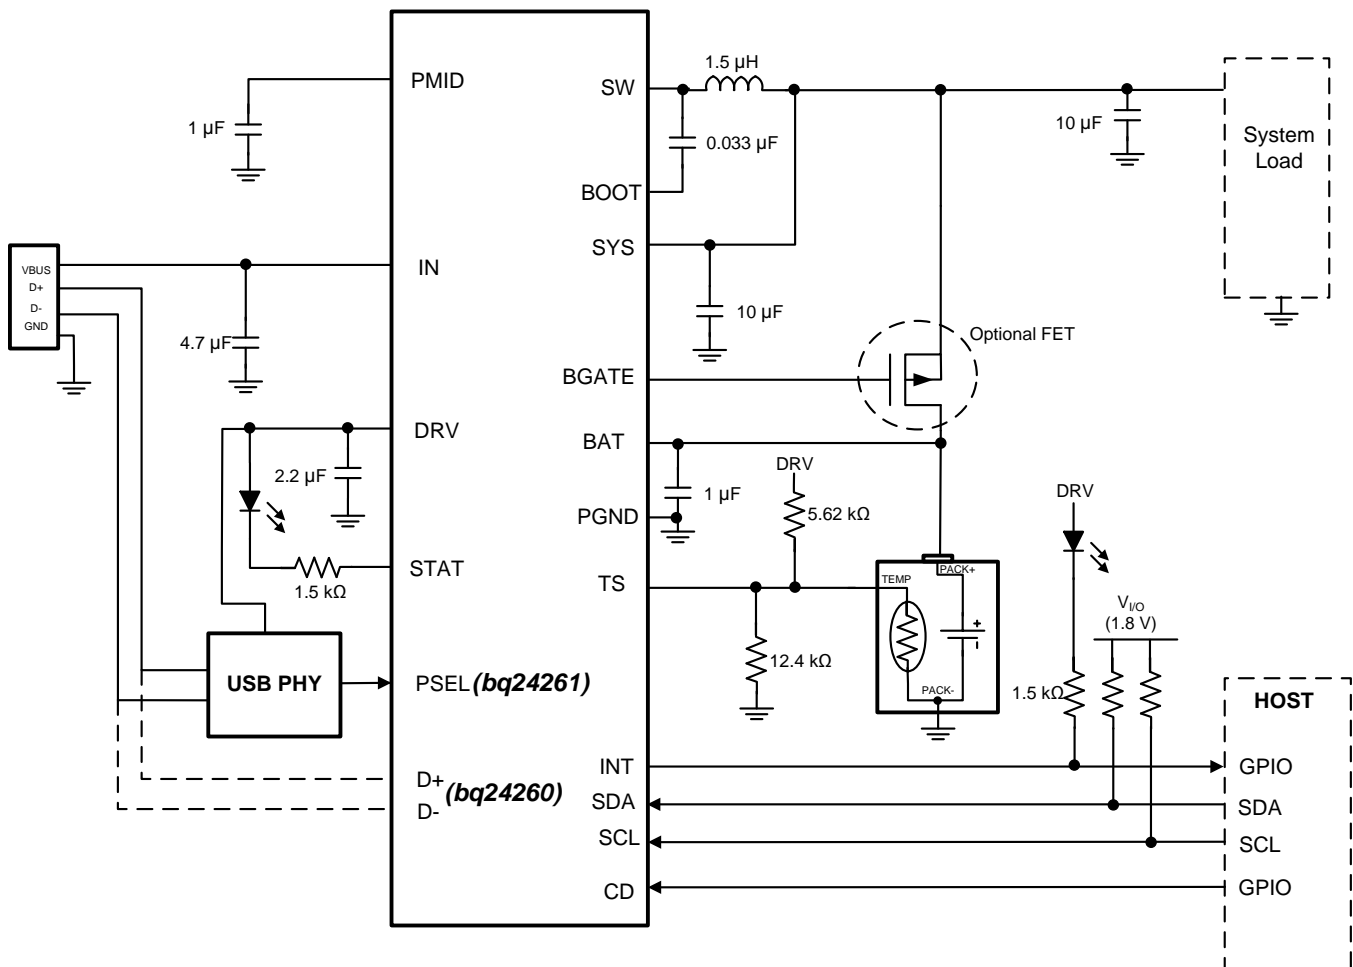 PMID
1 µF
VBUS
D+
D-
GND
IN
4.7 µF
DRV
2.2 µF
STAT
1.5 kΩ
USB PHY
PSEL (bq24261)
D+
(bq24260)
D-
SW
1.5 µH
0.033 µF
BOOT
SYS
10 µF
10 µF
System
Load
Optional FET
BGATE
BAT
1 µF
PGND
DRV
5.62 kΩ
TS
12.4 kΩ
TEMP
PACK+
+
-
PACK-
DRV
VI/O
(1.8 V)
1.5 kΩ
HOST
INT
GPIO
SDA
SDA
SCL
SCL
CD
GPIO